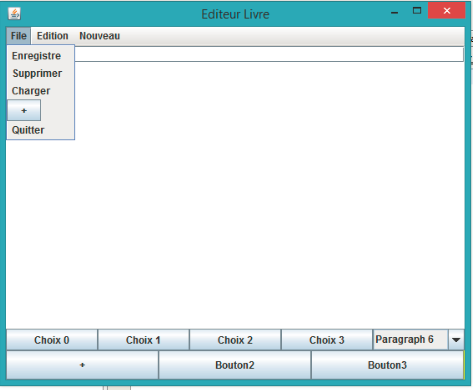 Editeur Livre
File Edition Nouveau
Enregistre
Supprimer
Charger
+
Quitter
Choix 0 Choix 1 Choix 2 Choix 3 Paragraph 6
+ Bouton2 Bouton3